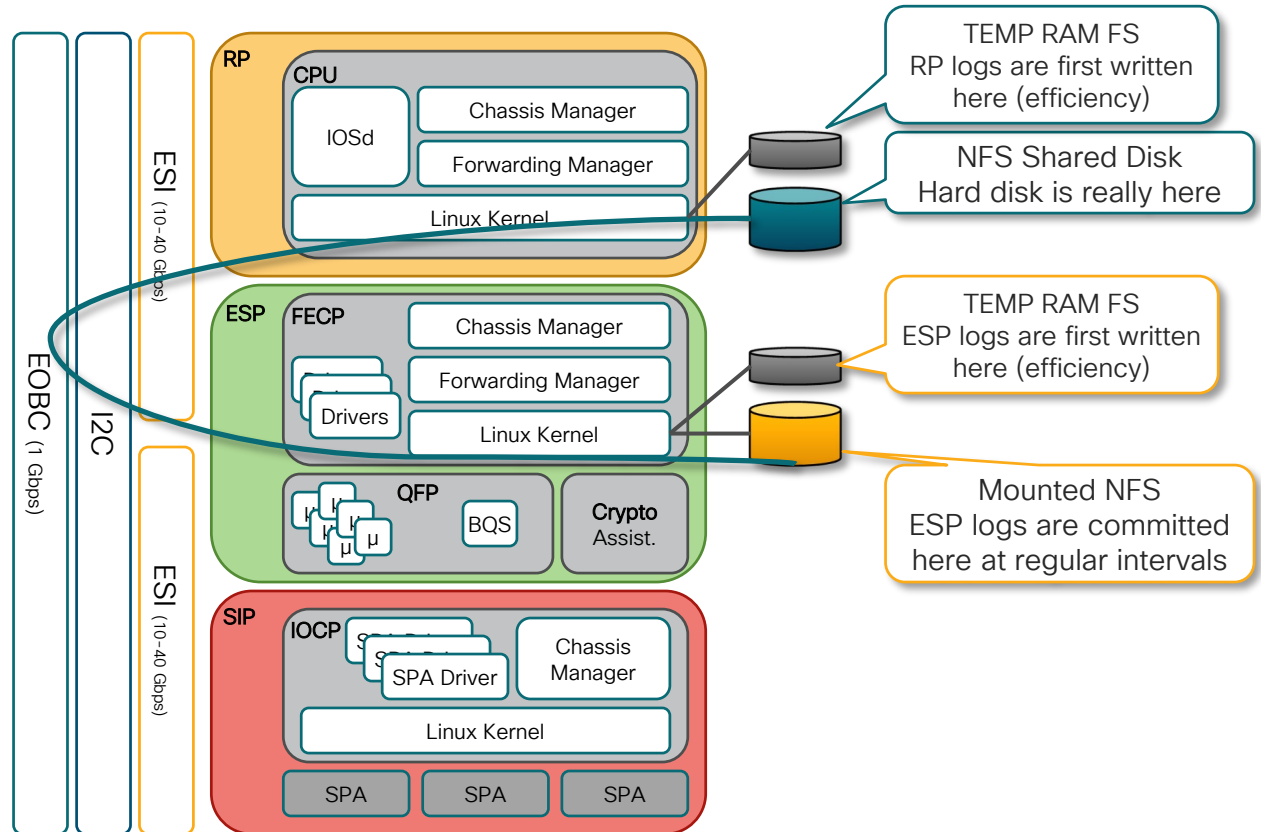 EOBC (1 Gbps)
I2C
ESI (10-40 Gbps)
ESI (10-40 Gbps)
RP
CPU
IOSd
Chassis Manager
Forwarding Manager
Linux Kernel
TEMP RAM FS
RP logs are first written
here (efficiency)
NFS Shared Disk
Hard disk is really here
ESP
FECP
Chassis Manager
Forwarding Manager
Linux Kernel
Drivers
TEMP RAM FS
ESP logs are first written
here (efficiency)
Mounted NFS
ESP logs are committed
here at regular intervals
QFP
μ
μ
μ
μ
μ
μ
BQS
Crypto
Assist.
SIP
IOCP
SPA Driver
SPA Driver
SPA Driver
Chassis
Manager
Linux Kernel
SPA
SPA
SPA